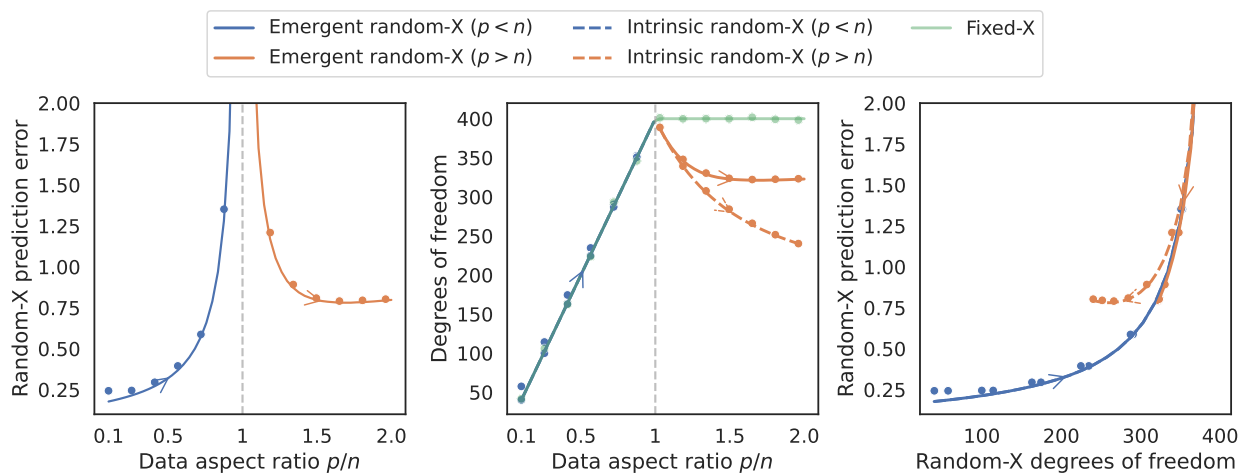 Emergent random-X (p < n)
Intrinsic random-X (p < n)
Fixed-X
Emergent random-X (p > n)
Intrinsic random-X (p > n)
Random-X prediction error
2.00
1.75
1.50
1.25
1.00
0.75
0.50
0.25
0.1 0.5 1 1.5 2.0
Data aspect ratio p/n
Degrees of freedom
400
350
300
250
200
150
100
50
0.1 0.5 1 1.5 2.0
Data aspect ratio p/n
Random-X prediction error
2.00
1.75
1.50
1.25
1.00
0.75
0.50
0.25
100 200 300 400
Random-X degrees of freedom